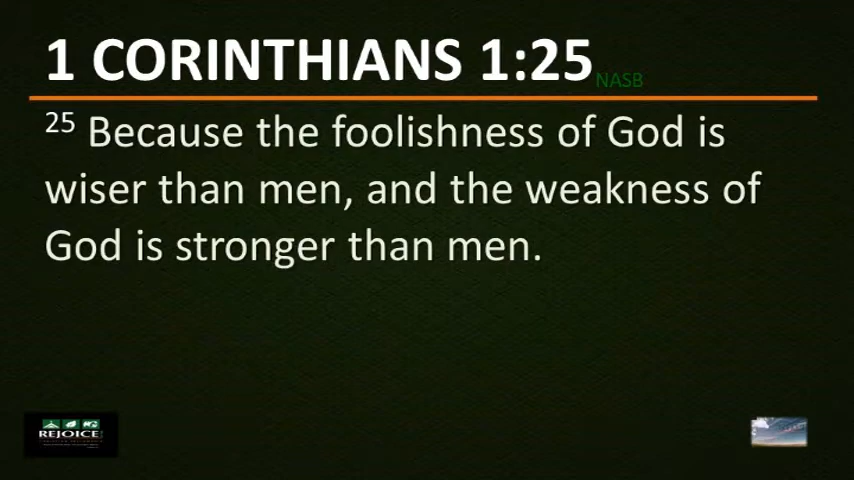 1 CORINTHIANS 1:25 NASB
25 Because the foolishness of God is
wiser than men, and the weakness of
God is stronger than men.
REJOICE